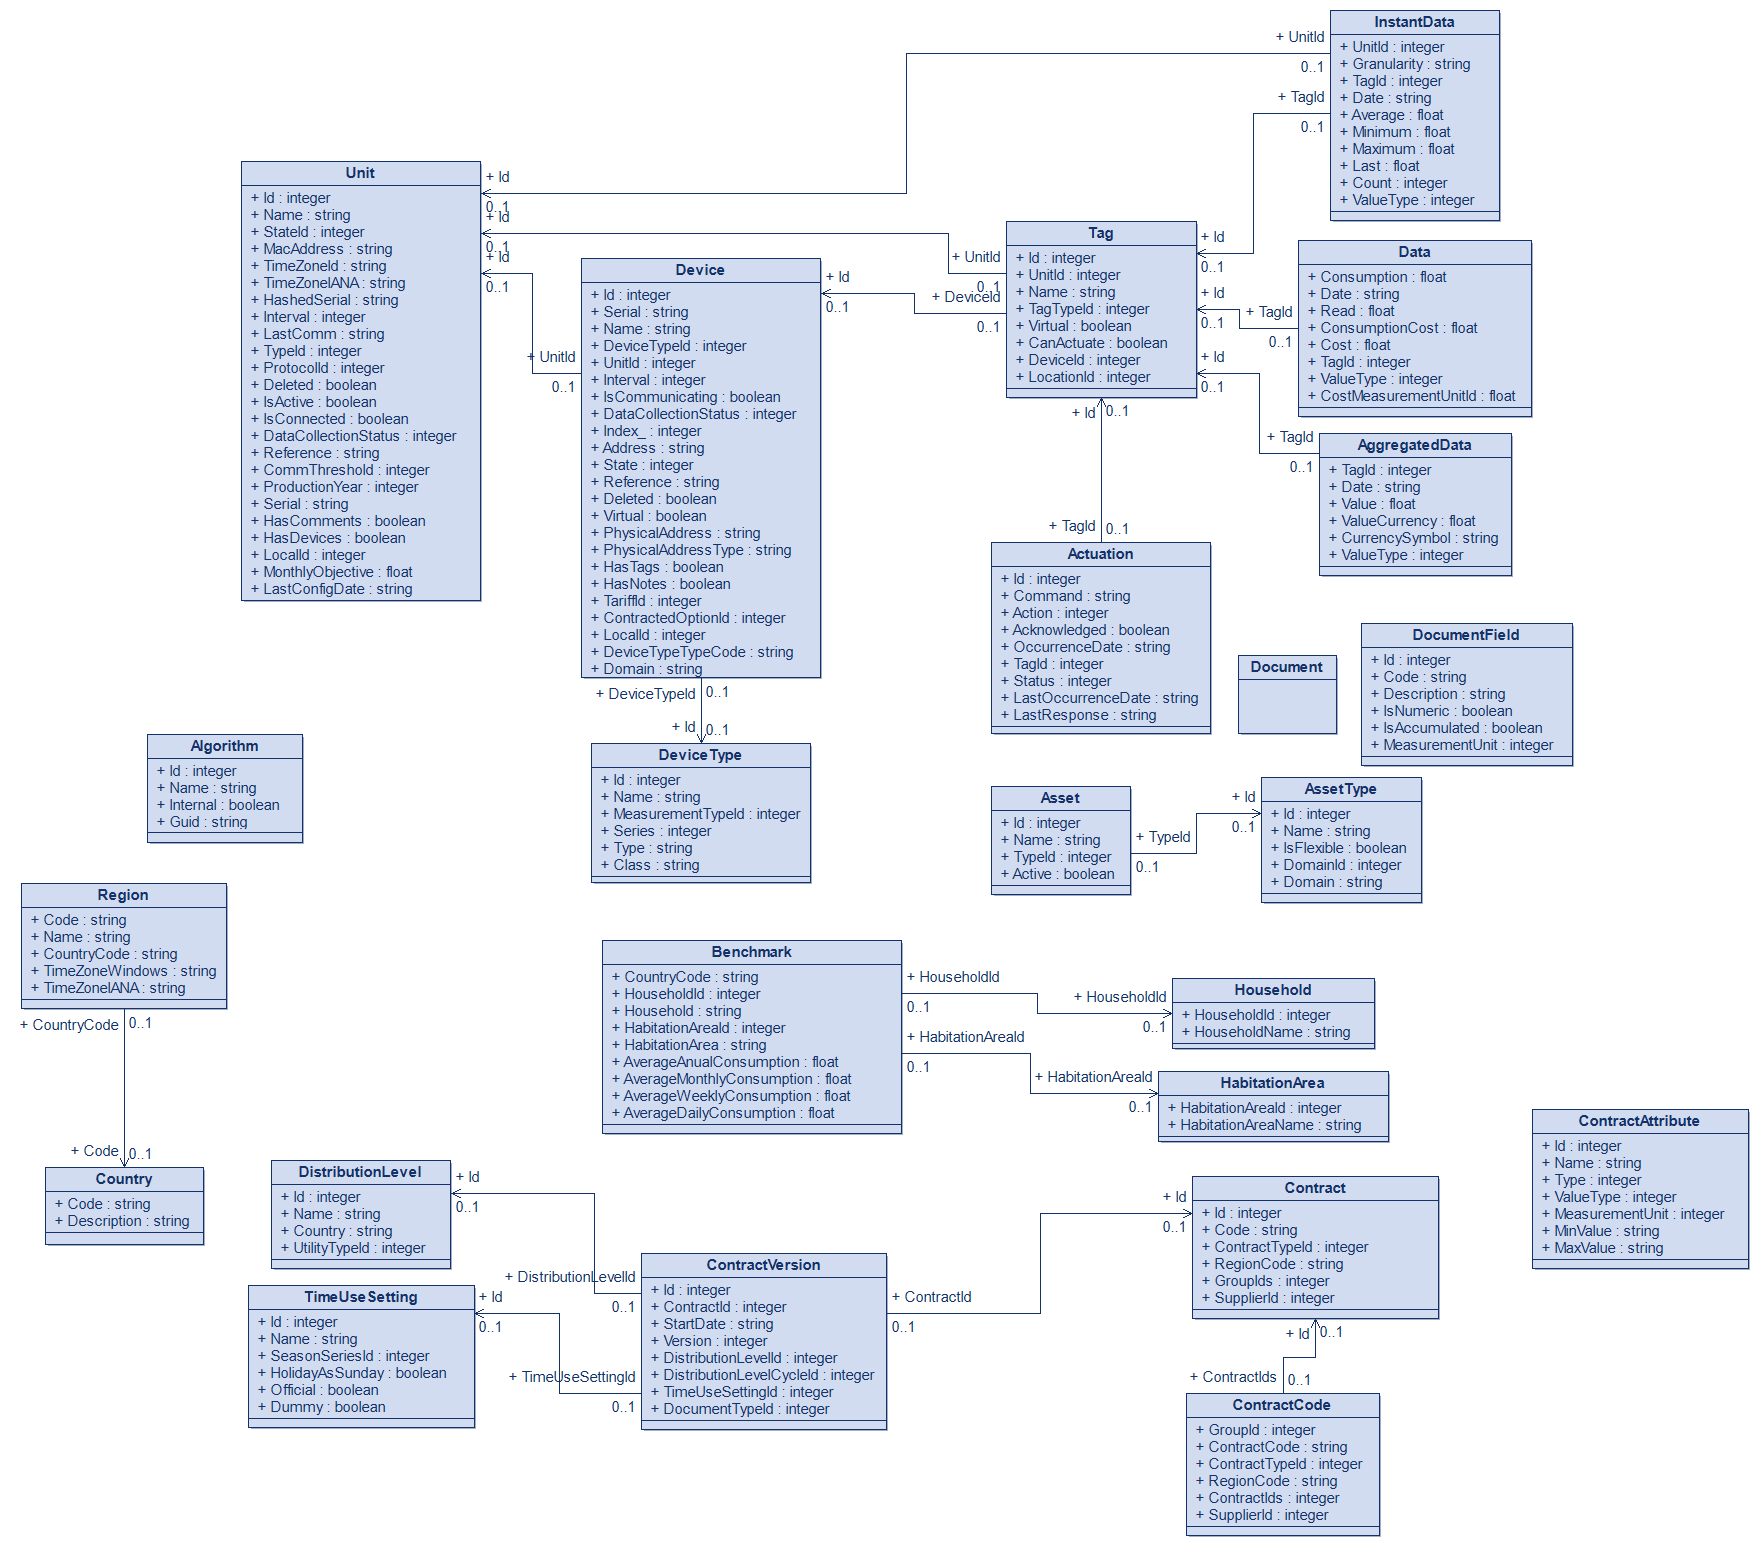 InstantData
+ UnitId : integer
+ Granularity : string
+ TagId : integer
+ Date : string
+ Average : float
+ Minimum : float
+ Maximum : float
+ Last : float
+ Count : integer
+ ValueType : integer
+ UnitId
0..1
+ TagId
0..1
Unit
+ Id : integer
+ Name : string
+ StateId : integer
+ MacAddress : string
+ TimeZoneId : string
+ TimeZoneIANA : string
+ HashedSerial : string
+ Interval : integer
+ LastComm : string
+ TypeId : integer
+ ProtocolId : integer
+ Deleted : boolean
+ IsActive : boolean
+ IsConnected : boolean
+ DataCollectionStatus : integer
+ Reference : string
+ CommThreshold : integer
+ ProductionYear : integer
+ Serial : string
+ HasComments : boolean
+ HasDevices : boolean
+ LocalId : integer
+ MonthlyObjective : float
+ LastConfigDate : string
+ Id
0..1
+ Id
0..1
+ Id
0..1
Device
+ Id : integer
+ Serial : string
+ Name : string
+ DeviceTypeId : integer
+ UnitId : integer
+ Interval : integer
+ IsCommunicating : boolean
+ DataCollectionStatus : integer
+ Index_ : integer
+ Address : string
+ State : integer
+ Reference : string
+ Deleted : boolean
+ Virtual : boolean
+ PhysicalAddress : string
+ PhysicalAddressType : string
+ HasTags : boolean
+ HasNotes : boolean
+ TariffId : integer
+ ContractedOptionId : integer
+ LocalId : integer
+ DeviceTypeTypeCode : string
+ Domain : string
+ UnitId
0..1
+ Id
0..1
+ UnitId
0..1
+ DeviceId
0..1
Tag
+ Id : integer
+ UnitId : integer
+ Name : string
+ TagTypeId : integer
+ Virtual : boolean
+ CanActuate : boolean
+ DeviceId : integer
+ LocationId : integer
+ Id
0..1
+ Id
0..1
+ Id
0..1
+ Id
0..1
Data
+ Consumption : float
+ Date : string
+ Read : float
+ ConsumptionCost : float
+ Cost : float
+ TagId : integer
+ ValueType : integer
+ CostMeasurementUnitId : float
+ TagId
0..1
AggregatedData
+ TagId : integer
+ Date : string
+ Value : float
+ ValueCurrency : float
+ CurrencySymbol : string
+ ValueType : integer
+ TagId
0..1
+ TagId
0..1
Actuation
+ Id : integer
+ Command : string
+ Action : integer
+ Acknowledged : boolean
+ OccurrenceDate : string
+ TagId : integer
+ Status : integer
+ LastOccurrenceDate : string
+ LastResponse : string
Document
DocumentField
+ Id : integer
+ Code : string
+ Description : string
+ IsNumeric : boolean
+ IsAccumulated : boolean
+ MeasurementUnit : integer
+ DeviceTypeId
0..1
+ Id
0..1
DeviceType
+ Id : integer
+ Name : string
+ MeasurementTypeId : integer
+ Series : integer
+ Type : string
+ Class : string
Algorithm
+ Id : integer
+ Name : string
+ Internal : boolean
+ Guid : string
Asset
+ Id : integer
+ Name : string
+ TypeId : integer
+ Active : boolean
+ TypeId
0..1
+ Id
0..1
AssetType
+ Id : integer
+ Name : string
+ IsFlexible : boolean
+ DomainId : integer
+ Domain : string
Region
+ Code : string
+ Name : string
+ CountryCode : string
+ TimeZoneWindows : string
+ TimeZoneIANA : string
+ CountryCode
0..1
+ Code
0..1
Country
+ Code : string
+ Description : string
Benchmark
+ CountryCode : string
+ HouseholdId : integer
+ Household : string
+ HabitationAreaId : integer
+ HabitationArea : string
+ AverageAnualConsumption : float
+ AverageMonthlyConsumption : float
+ AverageWeeklyConsumption : float
+ AverageDailyConsumption : float
+ HouseholdId
0..1
+ HouseholdId
0..1
+ HabitationAreaId
0..1
+ HabitationAreaId
0..1
Household
+ HouseholdId : integer
+ HouseholdName : string
HabitationArea
+ HabitationAreaId : integer
+ HabitationAreaName : string
ContractAttribute
+ Id : integer
+ Name : string
+ Type : integer
+ ValueType : integer
+ MeasurementUnit : integer
+ MinValue : string
+ MaxValue : string
DistributionLevel
+ Id : integer
+ Name : string
+ Country : string
+ UtilityTypeId : integer
+ Id
0..1
TimeUseSetting
+ Id : integer
+ Name : string
+ SeasonSeriesId : integer
+ HolidayAsSunday : boolean
+ Official : boolean
+ Dummy : boolean
+ Id
0..1
+ DistributionLevelId
0..1
+ TimeUseSettingId
0..1
ContractVersion
+ Id : integer
+ ContractId : integer
+ StartDate : string
+ Version : integer
+ DistributionLevelId : integer
+ DistributionLevelCycleId : integer
+ TimeUseSettingId : integer
+ DocumentTypeId : integer
+ ContractId
0..1
+ Id
0..1
Contract
+ Id : integer
+ Code : string
+ ContractTypeId : integer
+ RegionCode : string
+ GroupIds : integer
+ SupplierId : integer
+ Id
0..1
+ ContractIds
0..1
ContractCode
+ GroupId : integer
+ ContractCode : string
+ ContractTypeId : integer
+ RegionCode : string
+ ContractIds : integer
+ SupplierId : integer